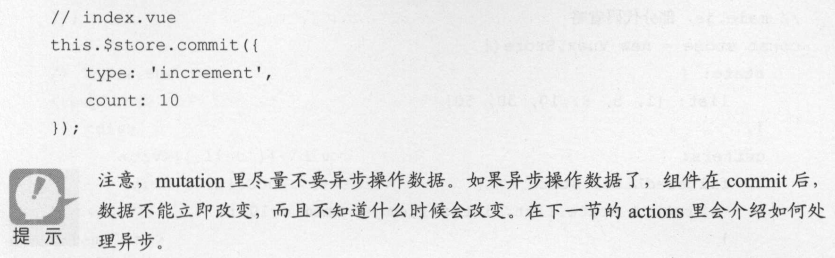 // index.vue
this.$store.commit({
type: 'increment',
count: 10
});
注意，mutation 里尽量不要异步操作数据。如果异步操作数据了，组件在 commit 后，
数据不能立即改变，而且不知道什么时候会改变。在下一节的 actions 里会介绍如何处
理异步。
提 示